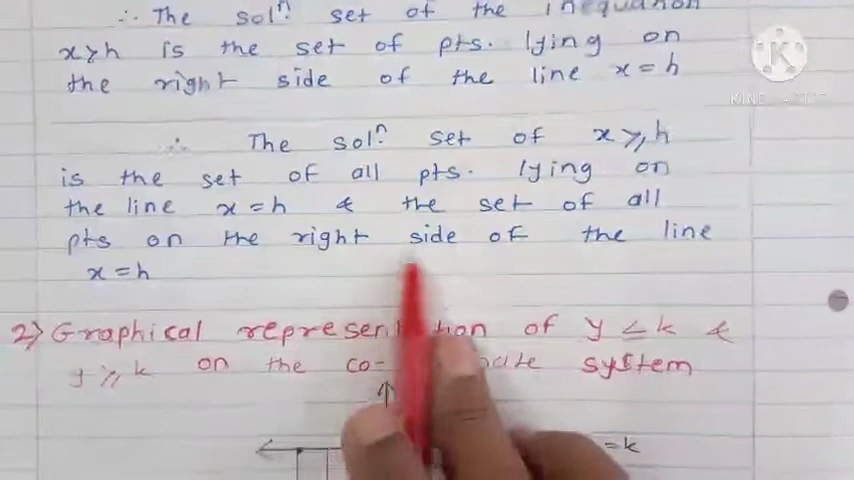 ∴ The solⁿ. set of the inequation
x > h is the set of pts. lying on
the right side of the line x = h
∴ The solⁿ. set of x ⩾ h
is the set of all pts. lying on
the line x = h & the set of all
pts on the right side of the line
x = h
2) Graphical representation of y ≤ k &
y ⩾ k on the co- system
= k
K